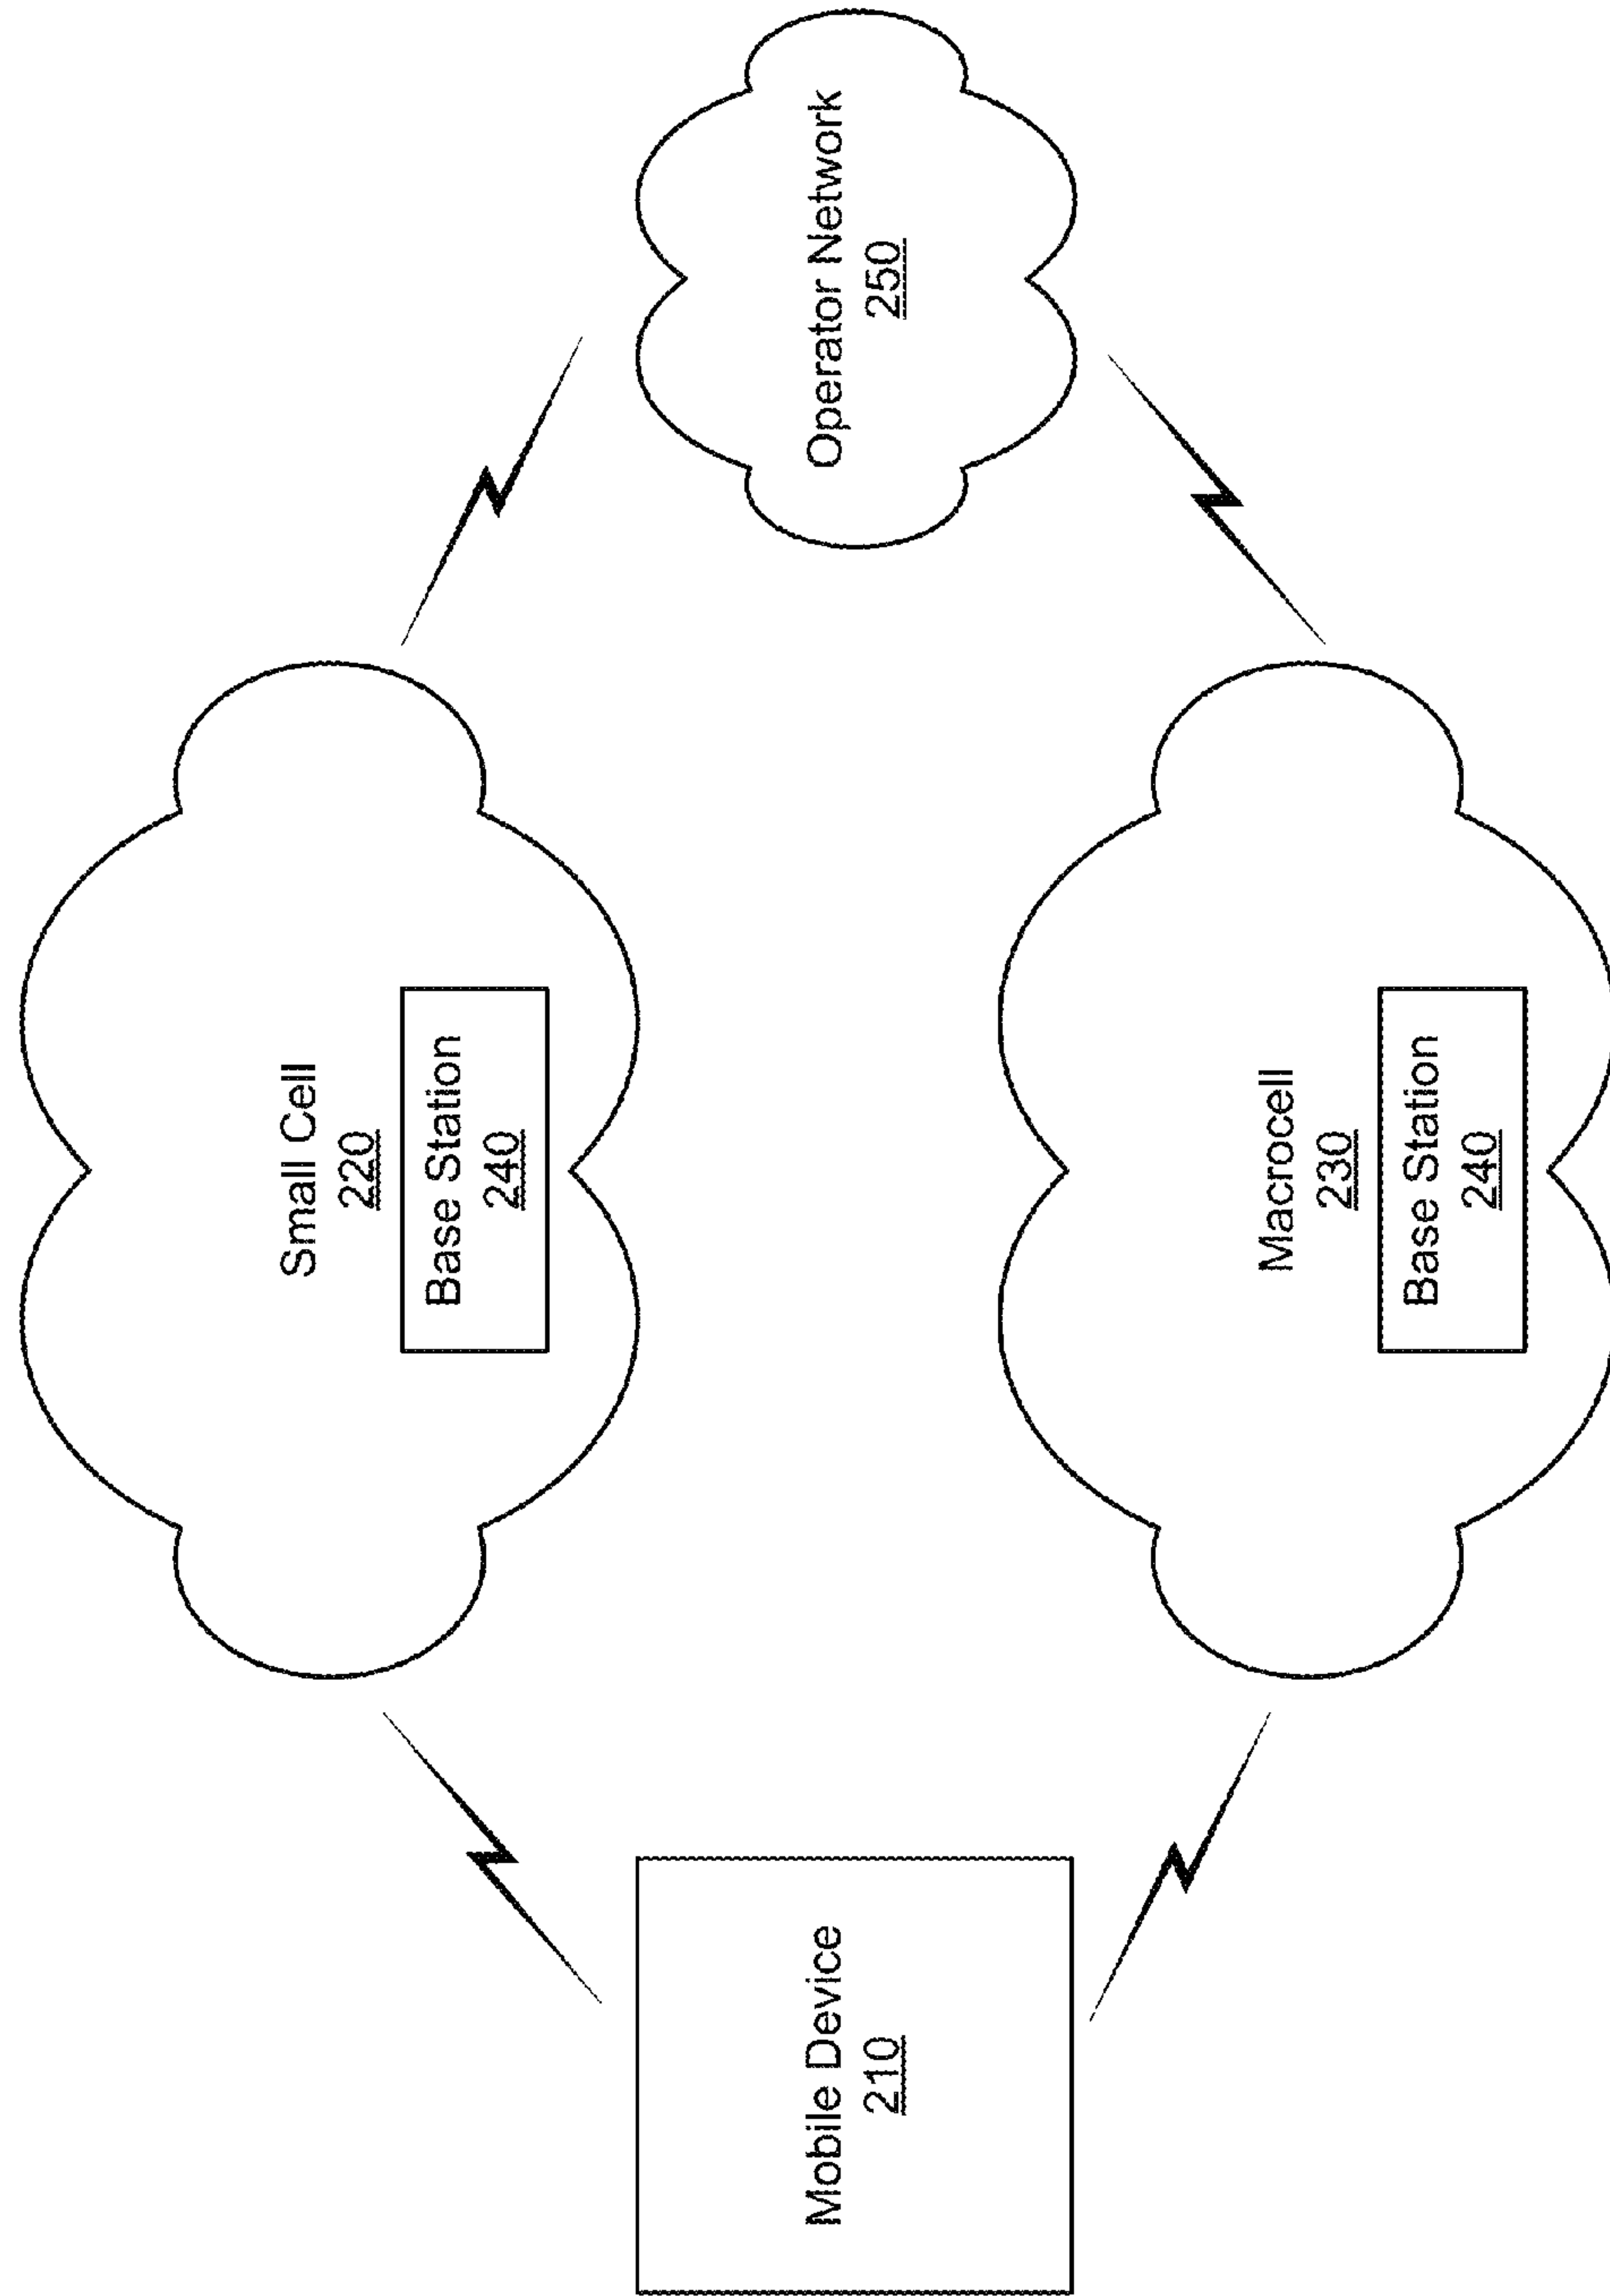 Small Cell
220
Base Station
240
Mobile Device
210
Operator Network
250
Macrocell
230
Base Station
240